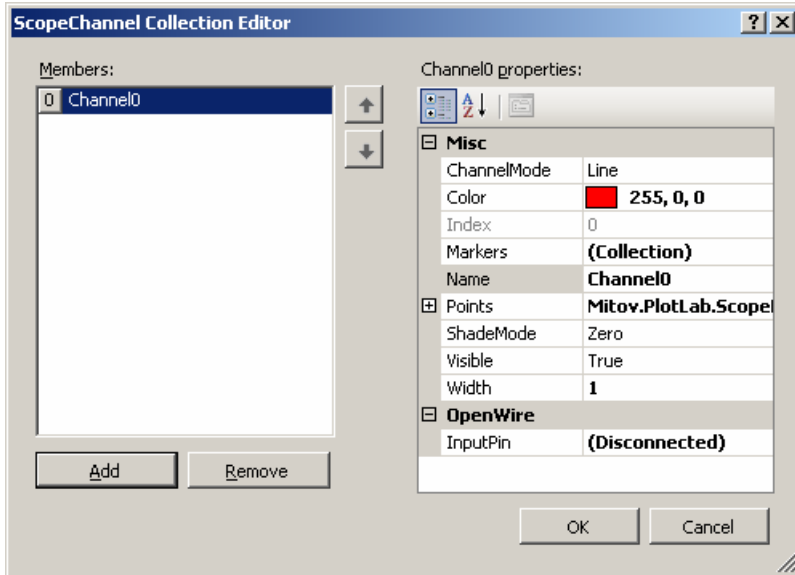 ScopeChannel Collection Editor
Members:
0 Channel0
Add
Remove
Channel0 properties:
Misc
ChannelMode Line
Color 255, 0, 0
Index 0
Markers (Collection)
Name Channel0
Points Mitov.PlotLab.Scope
ShadeMode Zero
Visible True
Width 1
OpenWire
InputPin (Disconnected)
OK
Cancel